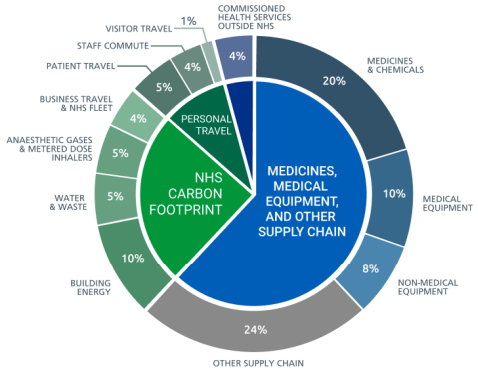 COMMISSIONED
HEALTH SERVICES
OUTSIDE NHS
1%
VISITOR TRAVEL
STAFF COMMUTE
PATIENT TRAVEL
BUSINESS TRAVEL
& NHS FLEET
ANAESTHETIC GASES
& METERED DOSE
INHALERS
WATER
& WASTE
BUILDING
ENERGY
OTHER SUPPLY CHAIN
NON-MEDICAL
EQUIPMENT
MEDICAL
EQUIPMENT
MEDICINES
& CHEMICALS
4%
20%
10%
8%
24%
10%
5%
5%
4%
5%
4%
PERSONAL
TRAVEL
NHS
CARBON
FOOTPRINT
MEDICINES,
MEDICAL
EQUIPMENT,
AND OTHER
SUPPLY CHAIN